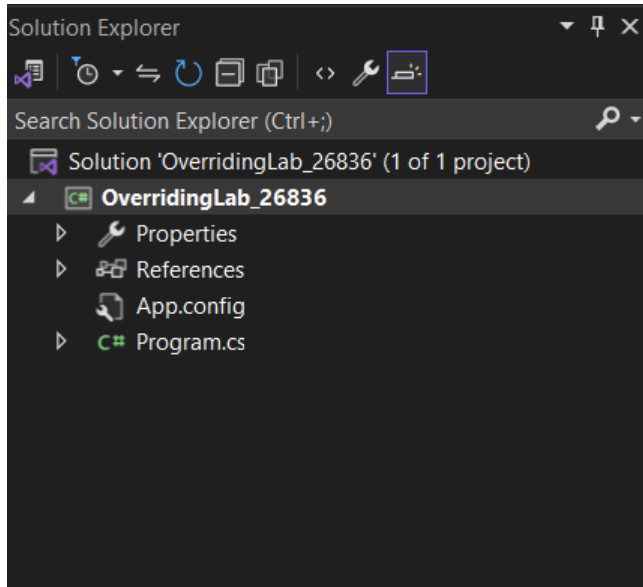 Solution Explorer
Search Solution Explorer (Ctrl+;)
Solution 'OverridingLab_26836' (1 of 1 project)
C# OverridingLab_26836
Properties
References
App.config
C# Program.cs